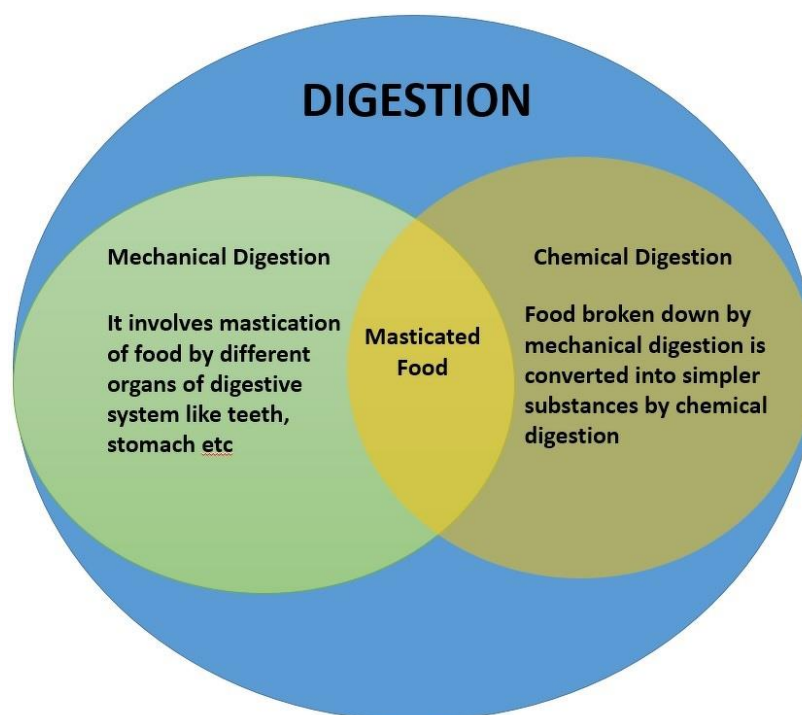 DIGESTION
Mechanical Digestion
It involves mastication
of food by different
organs of digestive
system like teeth,
stomach etc
Masticated
Food
Chemical Digestion
Food broken down by
mechanical digestion is
converted into simpler
substances by chemical
digestion